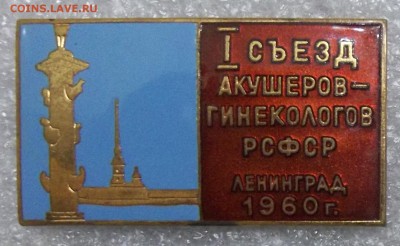 COINS.LAVE.RU
I СЪЕЗД
АКУШЕРОВ-
ГИНЕКОЛОГОВ
РСФСР
ЛЕНИНГРАД
1960 г.